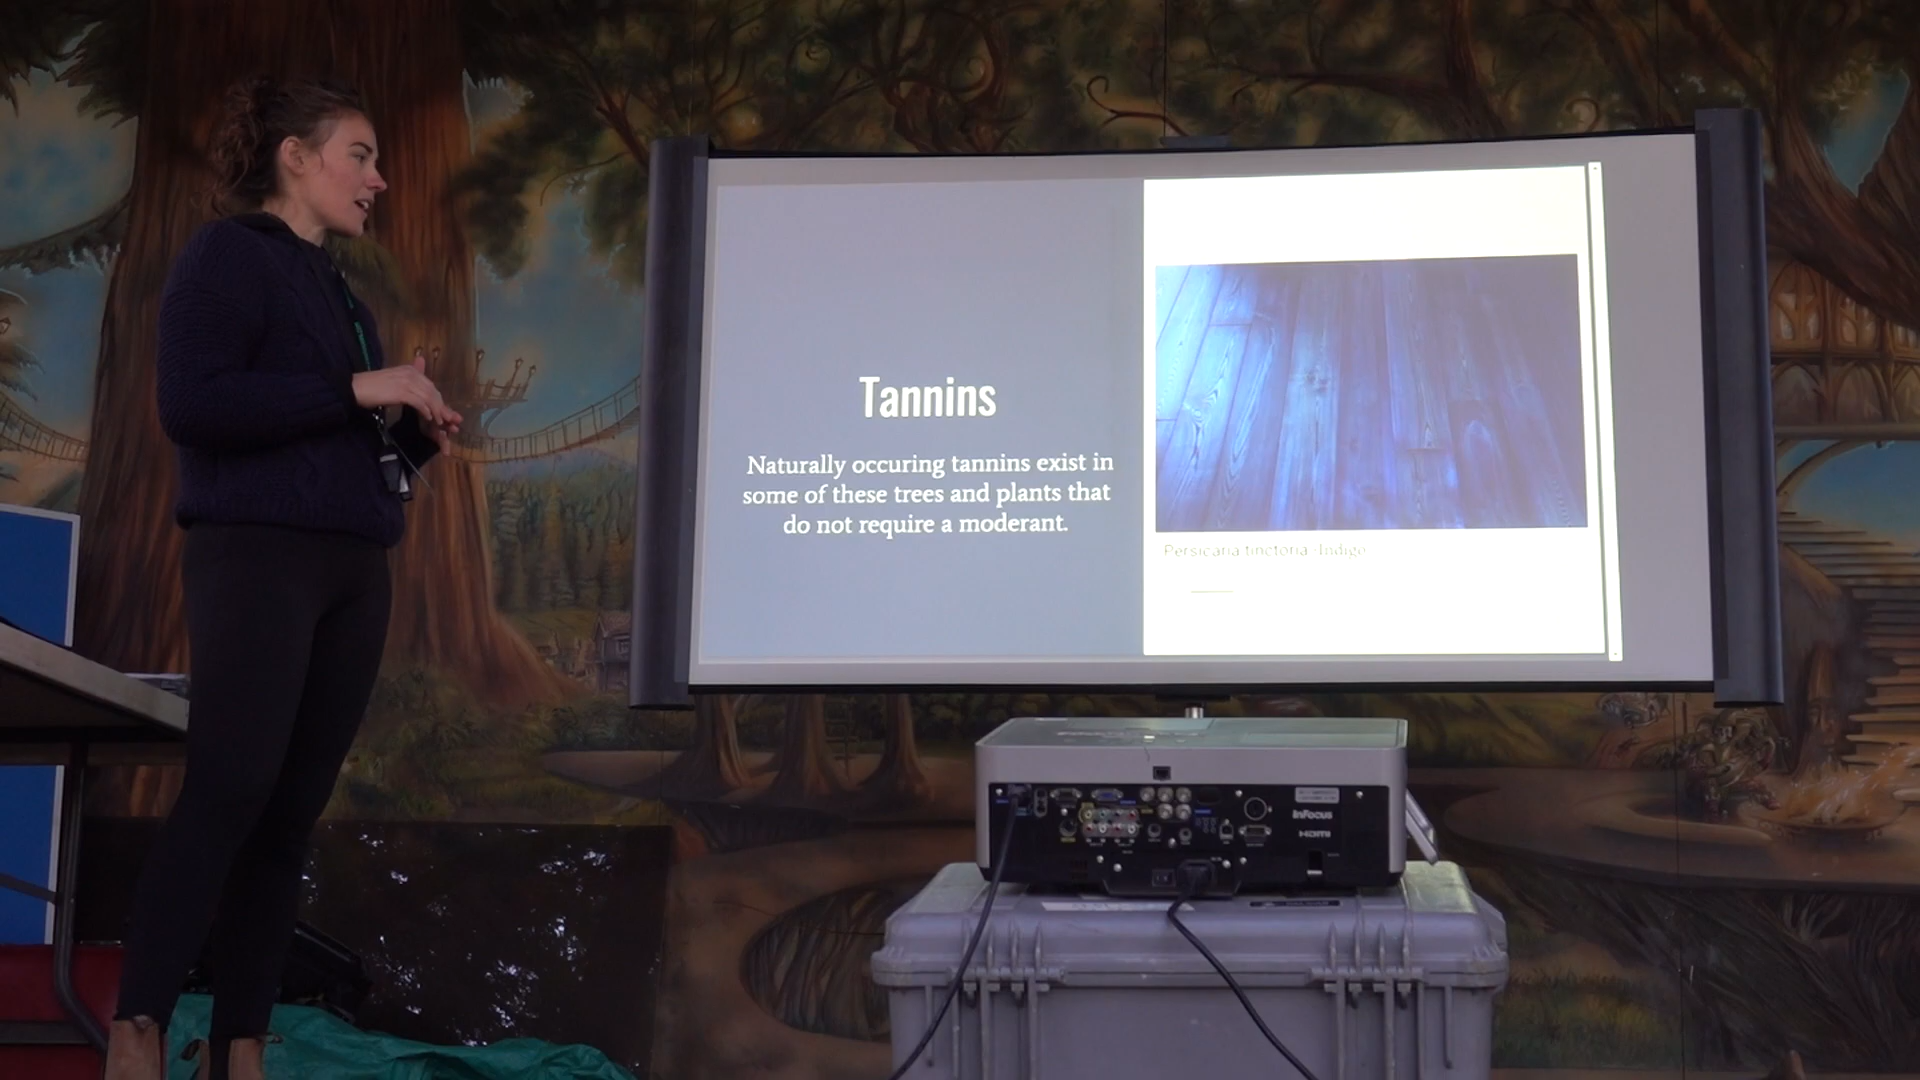 Tannins
Naturally occuring tannins exist in
some of these trees and plants that
do not require a moderant.
Persicaria tinctoria -Indigo
InFocus
HDMI